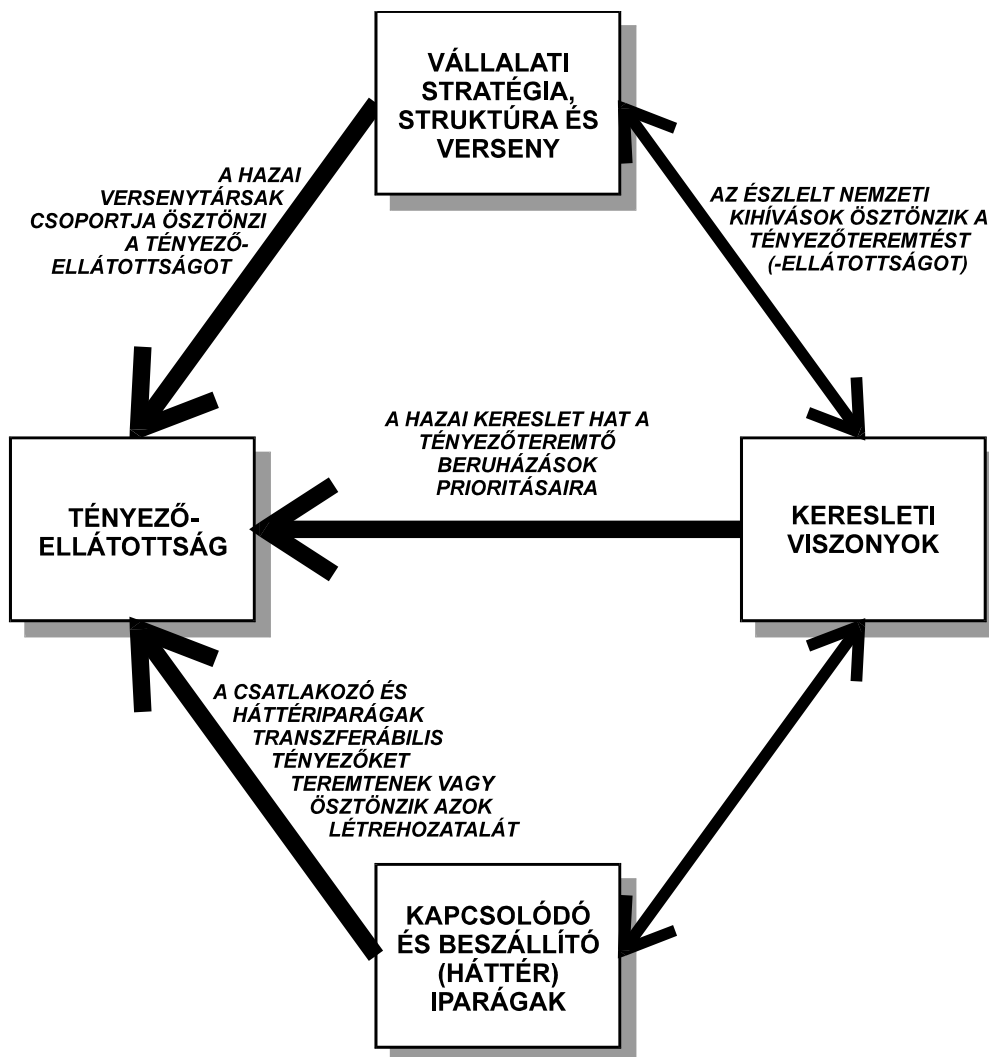 VÁLLALATI
STRATÉGIA,
STRUKTÚRA ÉS
VERSENY
A HAZAI
VERSENYTÁRSAK
CSOPORTJA ÖSZTÖNZI
A TÉNYEZŐ-
ELLÁTOTTSÁGOT
AZ ÉSZLELT NEMZETI
KIHÍVÁSOK ÖSZTÖNZIK A
TÉNYEZŐTEREMTÉST
(-ELLÁTOTTSÁGOT)
A HAZAI KERESLET HAT A
TÉNYEZŐTEREMTŐ
BERUHÁZÁSOK
PRIORITÁSAIRA
TÉNYEZŐ-
ELLÁTOTTSÁG
KERESLETI
VISZONYOK
A CSATLAKOZÓ ÉS
HÁTTÉRIPARÁGAK
TRANSZFERÁBILIS
TÉNYEZŐKET
TEREMTENEK VAGY
ÖSZTÖNZIK AZOK
LÉTREHOZATALÁT
KAPCSOLÓDÓ
ÉS BESZÁLLÍTÓ
(HÁTTÉR)
IPARÁGAK